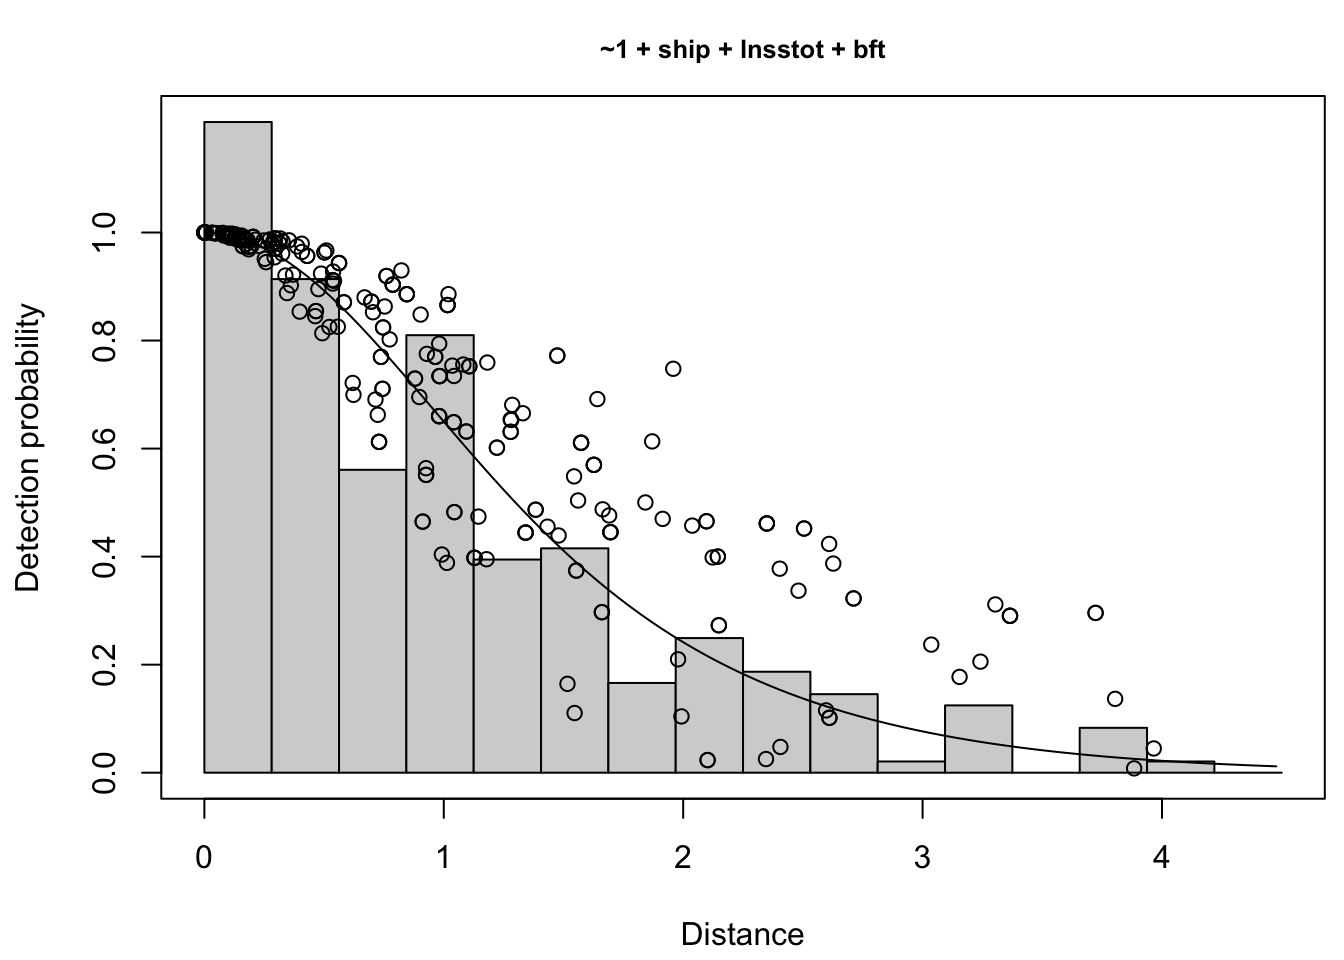 ~1 + ship + lnsstot + bft
Detection probability
1.0
0.8
0.6
0.4
0.2
0.0
0 1 2 3 4
Distance